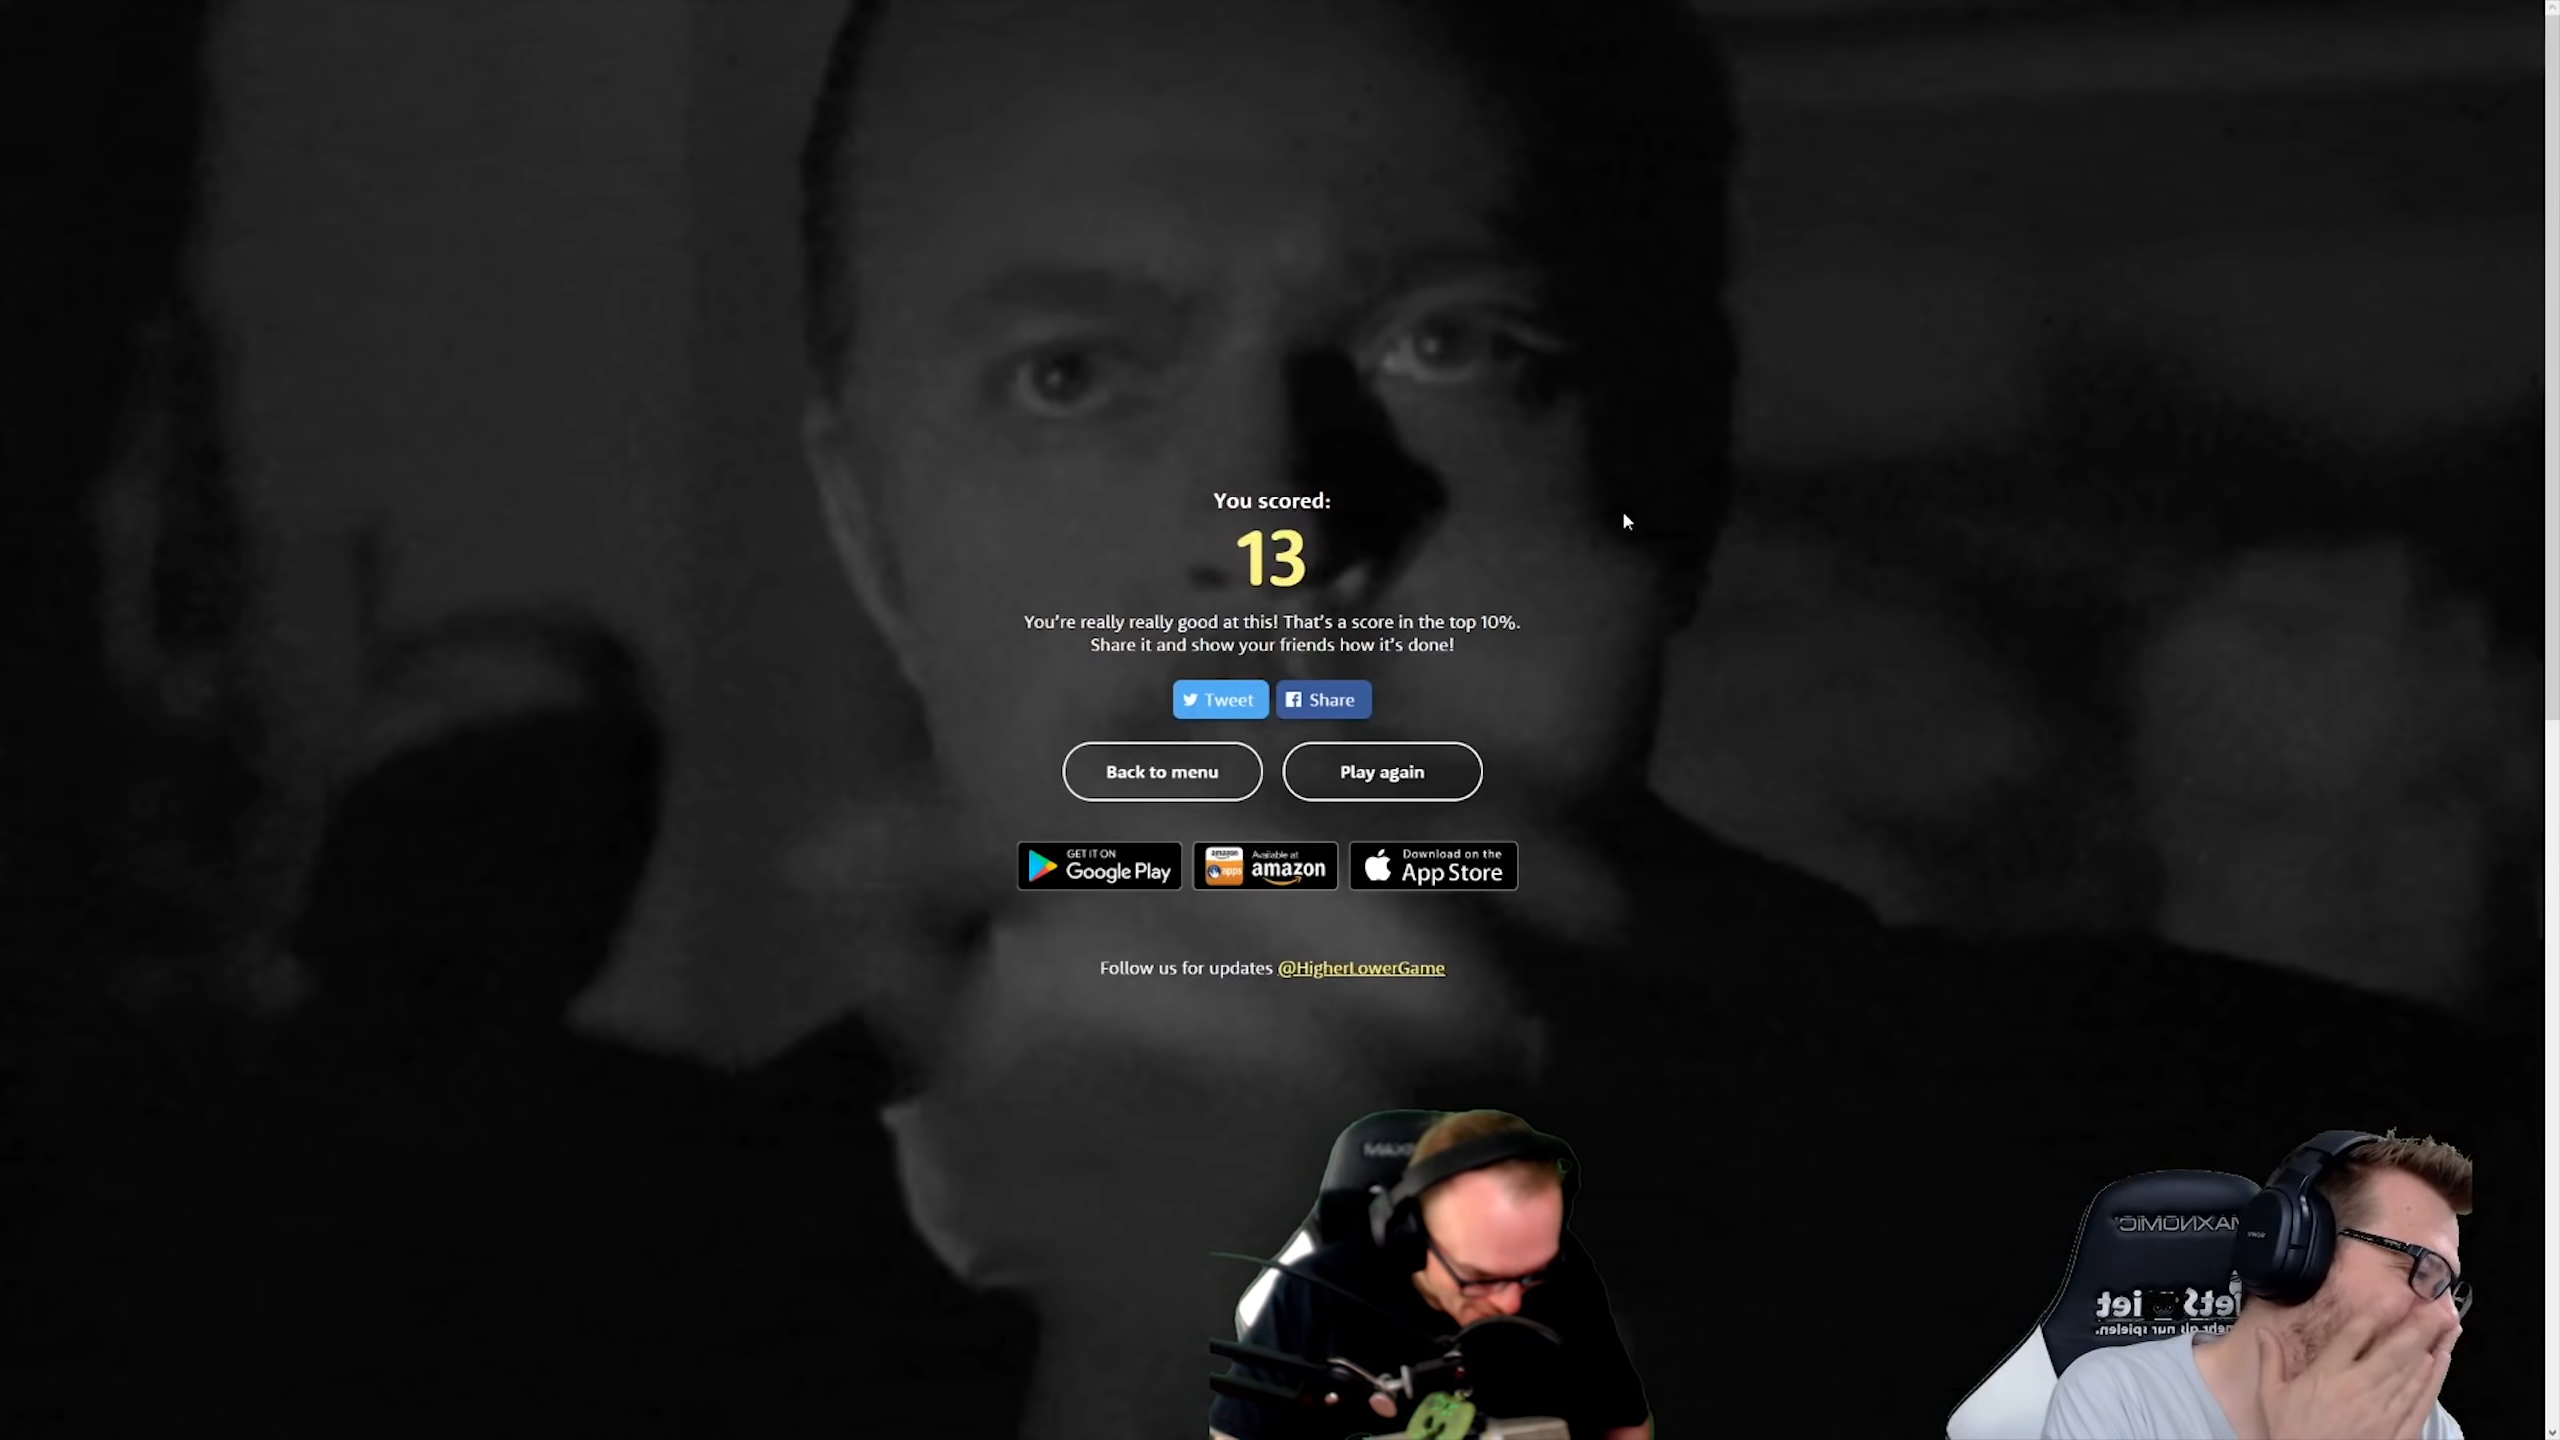 You scored:
13
You're really really good at this! That's a score in the top 10%.
Share it and show your friends how it's done!
Tweet
Share
Back to menu
Play again
GET IT ON
Google Play
amazon
apps
Available at
amazon
Download on the
App Store
Follow us for updates @HigherLowerGame